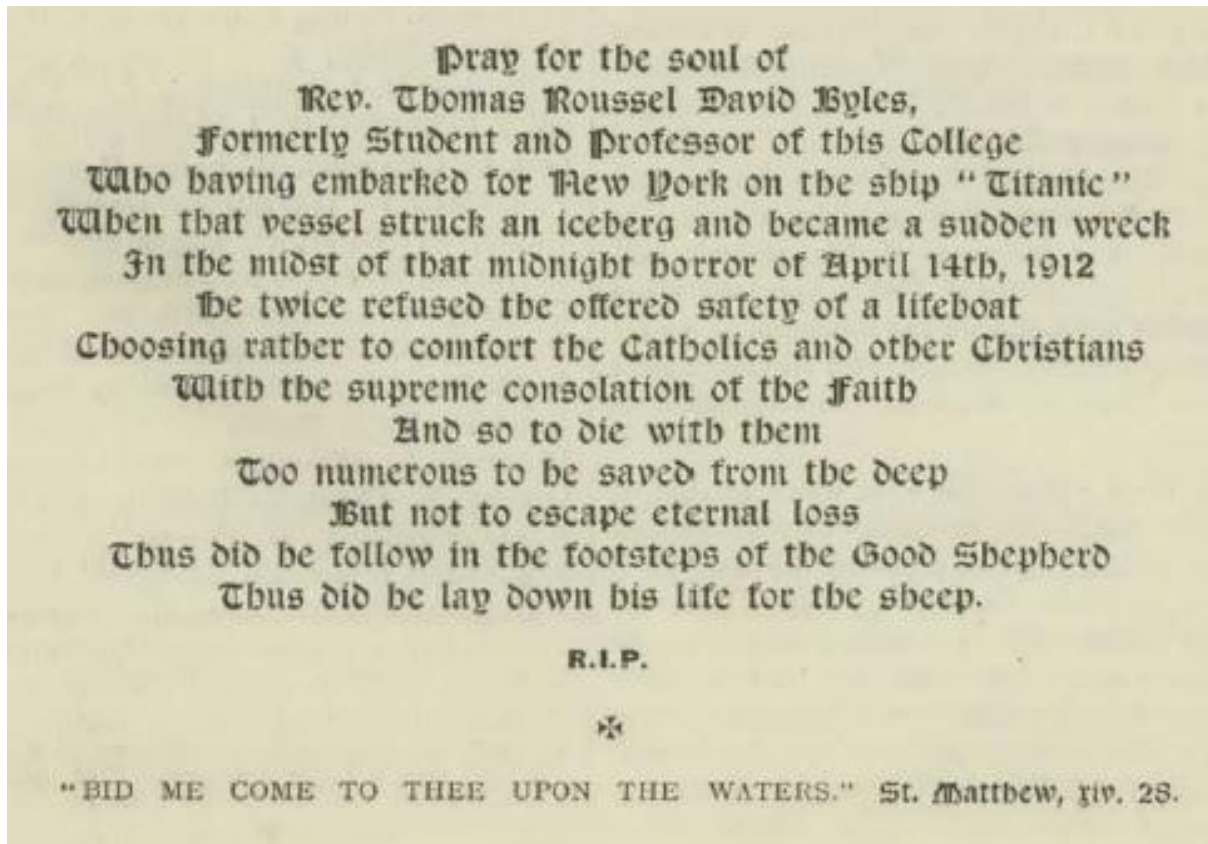 Pray for the soul of
Rev. Thomas Roussel David Byles,
Formerly Student and Professor of this College
Who having embarked for New York on the ship "Titanic"
When that vessel struck an iceberg and became a sudden wreck
In the midst of that midnight horror of April 14th, 1912
He twice refused the offered safety of a lifeboat
Choosing rather to comfort the Catholics and other Christians
With the supreme consolation of the Faith
And so to die with them
Too numerous to be saved from the deep
But not to escape eternal loss
Thus did he follow in the footsteps of the Good Shepherd
Thus did he lay down his life for the sheep.
R.I.P.
✠
"BID ME COME TO THEE UPON THE WATERS." St. Matthew, xiv. 28.